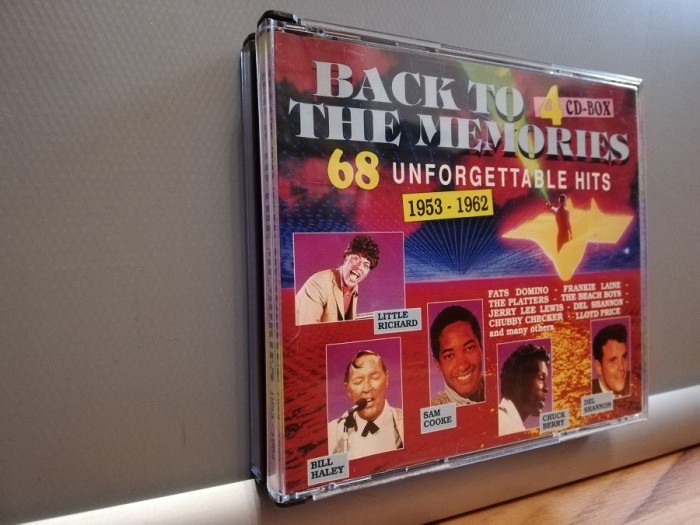 BACK TO
THE MEMORIES
4 CD-BOX
68 UNFORGETTABLE HITS
1953 - 1962
FATS DOMINO - FRANKIE LAINE -
THE PLATTERS - THE BEACH BOYS -
JERRY LEE LEWIS - DEL SHANNON -
CHUBBY CHECKER - LLOYD PRICE
and many others
LITTLE
RICHARD
SAM
COOKE
CHUCK
BERRY
DEL
SHANNON
BILL
HALEY